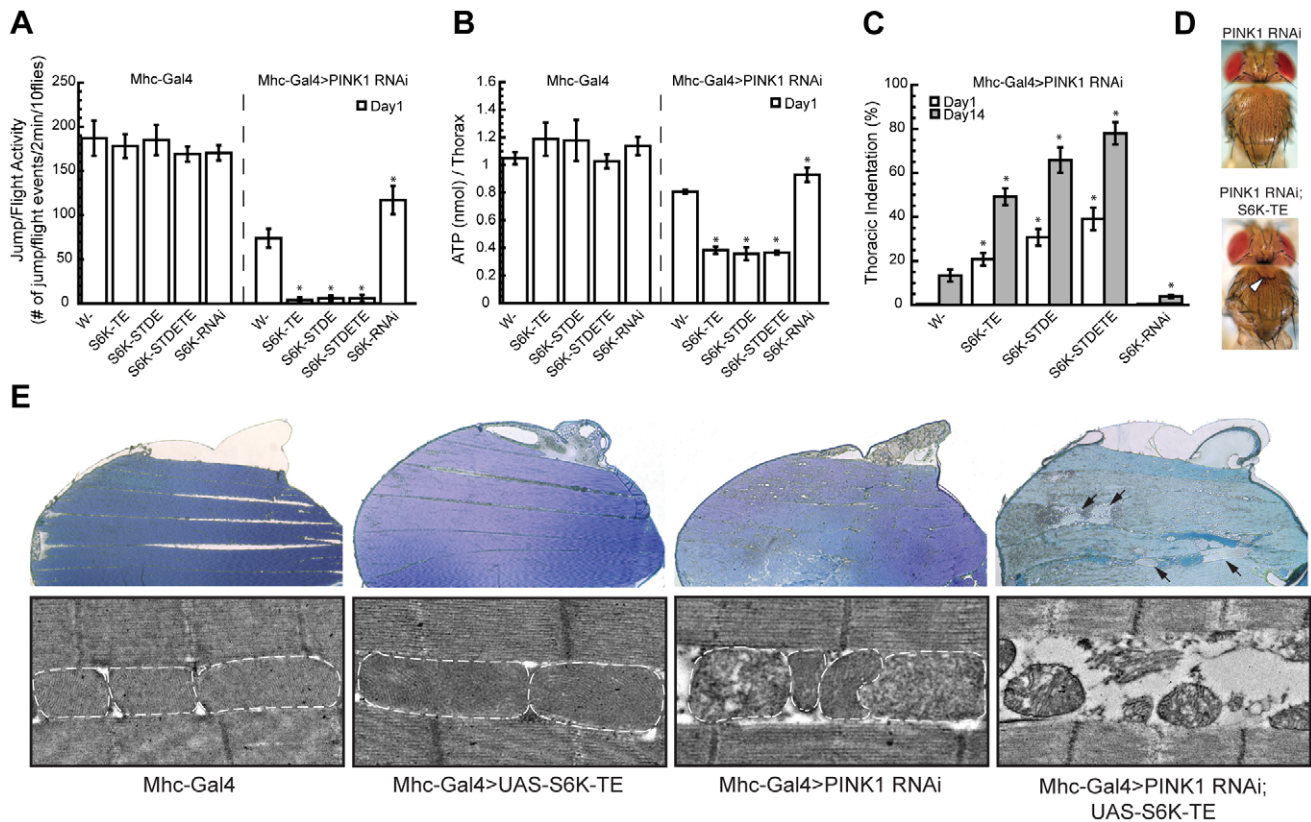 A
Mhc-Gal4
Mhc-Gal4>PINK1 RNAi
Day1
Jump/Flight Activity
(# of jump/flight events/2min/10flies)
250
200
150
100
50
0
W-
S6K-TE
S6K-STDE
S6K-STDETE
S6K-RNAi
W-
S6K-TE
S6K-STDE
S6K-STDETE
S6K-RNAi
*
*
*
*
B
Mhc-Gal4
Mhc-Gal4>PINK1 RNAi
Day1
ATP (nmol) / Thorax
1.6
1.4
1.2
1
0.8
0.6
0.4
0.2
0
W-
S6K-TE
S6K-STDE
S6K-STDETE
S6K-RNAi
W-
S6K-TE
S6K-STDE
S6K-STDETE
S6K-RNAi
*
*
*
*
C
Mhc-Gal4>PINK1 RNAi
Day1
Day14
Thoracic Indentation (%)
100
80
60
40
20
0
W-
S6K-TE
S6K-STDE
S6K-STDETE
S6K-RNAi
*
*
*
*
*
*
*
D
PINK1 RNAi
PINK1 RNAi;
S6K-TE
E
Mhc-Gal4
Mhc-Gal4>UAS-S6K-TE
Mhc-Gal4>PINK1 RNAi
Mhc-Gal4>PINK1 RNAi;
UAS-S6K-TE